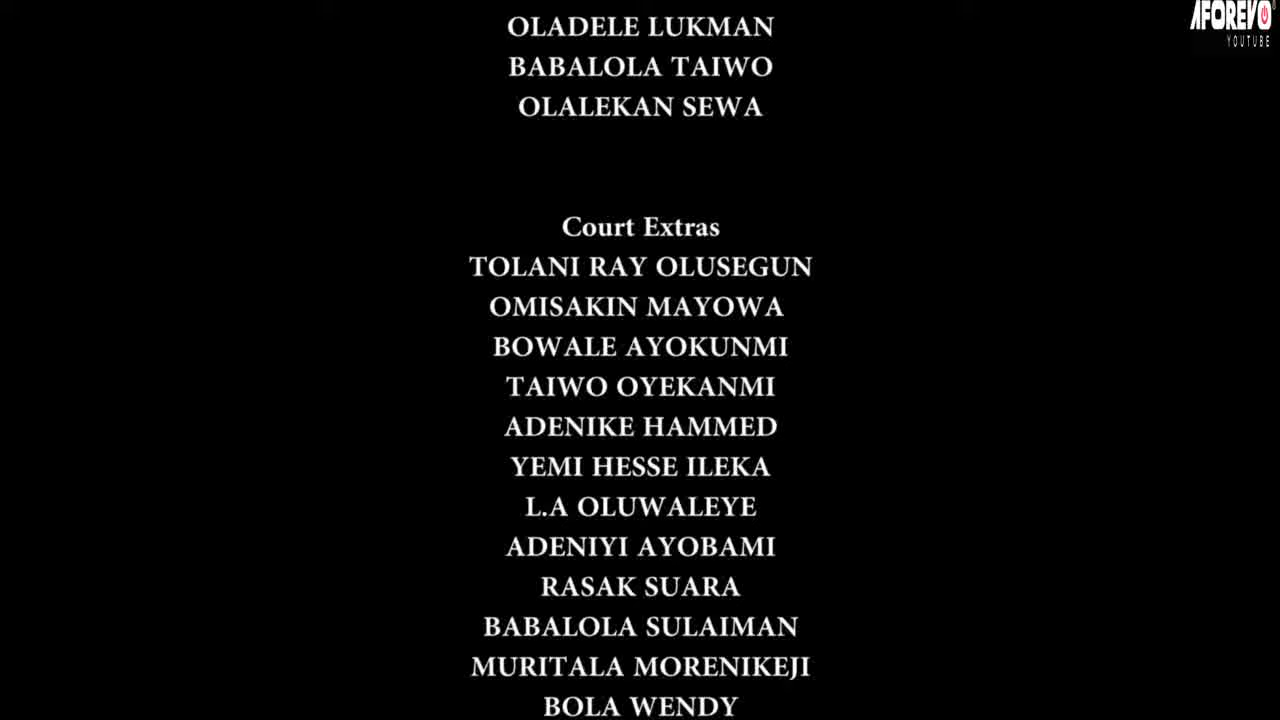 AFOREVO
YOUTUBE
OLADELE LUKMAN
BABALOLA TAIWO
OLALEKAN SEWA
Court Extras
TOLANI RAY OLUSEGUN
OMISAKIN MAYOWA
BOWALE AYOKUNMI
TAIWO OYEKANMI
ADENIKE HAMMED
YEMI HESSE ILEKA
L.A OLUWALEYE
ADENIYI AYOBAMI
RASAK SUARA
BABALOLA SULAIMAN
MURITALA MORENIKEJI
BOLA WENDY